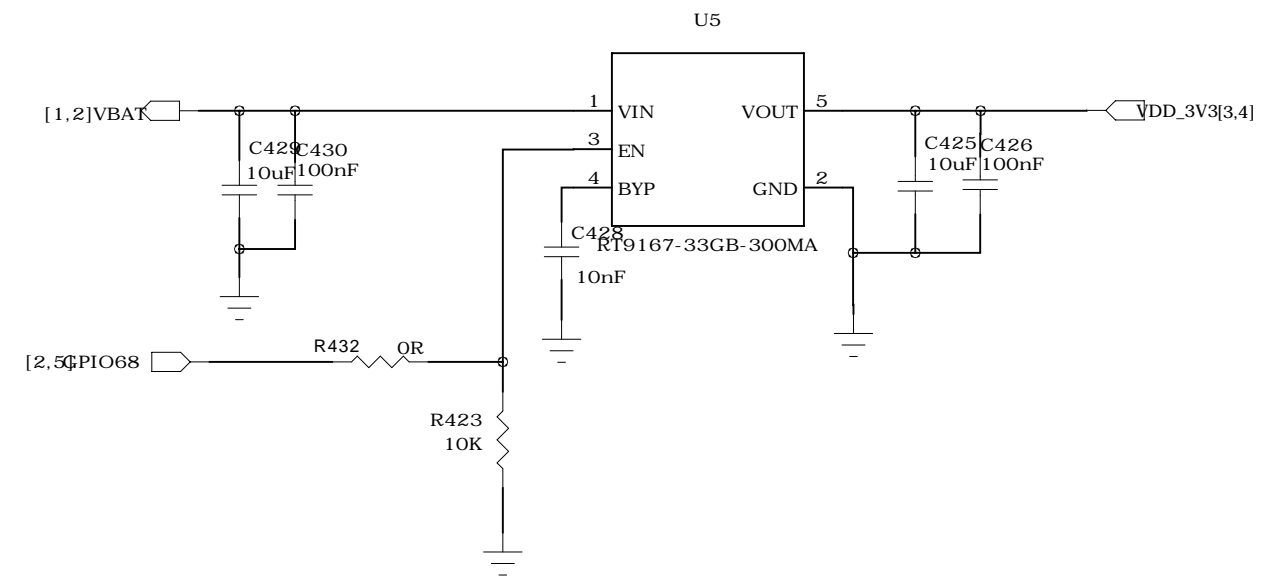 U5
[1,2]VBAT
1
VIN
VOUT
5
VDD_3V3[3,4]
3
EN
C429
10uF
C430
100nF
C425
10uF
C426
100nF
4
BYP
GND
2
C428
RT9167-33GB-300MA
10nF
[2,5]GPIO68
R432
0R
R423
10K